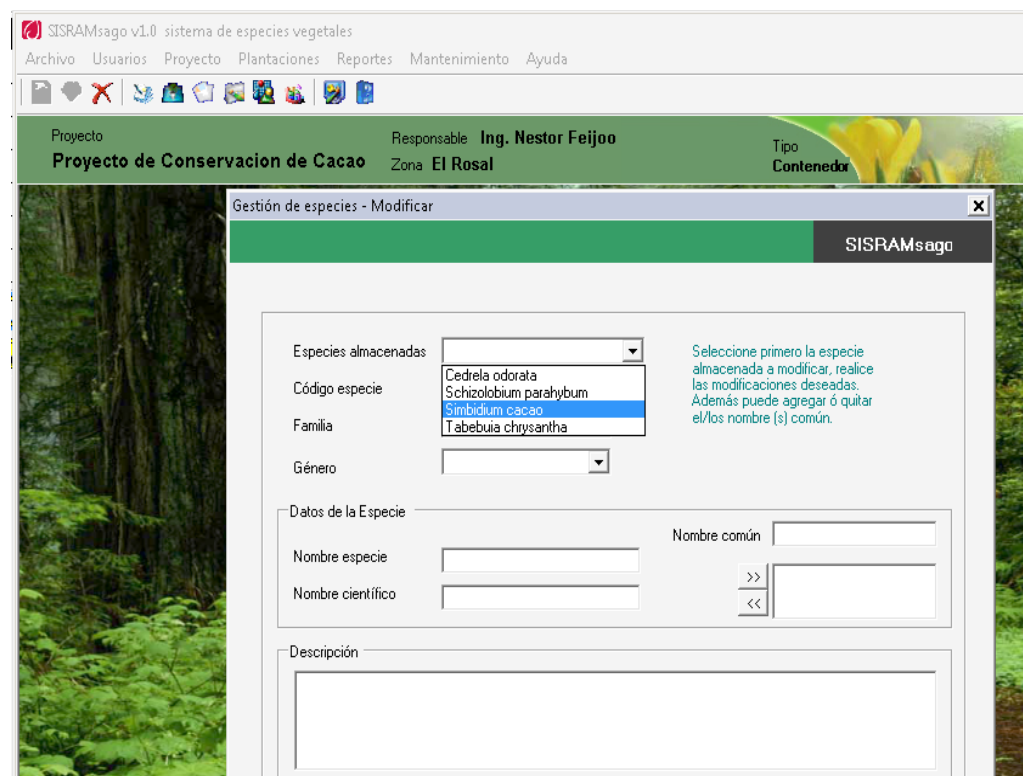 SISRAMsago v1.0 sistema de especies vegetales
Archivo Usuarios Proyecto Plantaciones Reportes Mantenimiento Ayuda
Proyecto
Proyecto de Conservacion de Cacao
Responsable Ing. Nestor Feijoo
Zona El Rosal
Tipo
Contenedor
Gestión de especies - Modificar
SISRAMsago
Especies almacenadas
Cedrela odorata
Schizolobium parahybum
Simbidium cacao
Tabebuia chrysantha
Código especie
Familia
Género
Seleccione primero la especie
almacenada a modificar, realice
las modificaciones deseadas.
Además puede agregar ó quitar
el/los nombre (s) común.
Datos de la Especie
Nombre común
Nombre especie
>>
Nombre científico
<<
Descripción